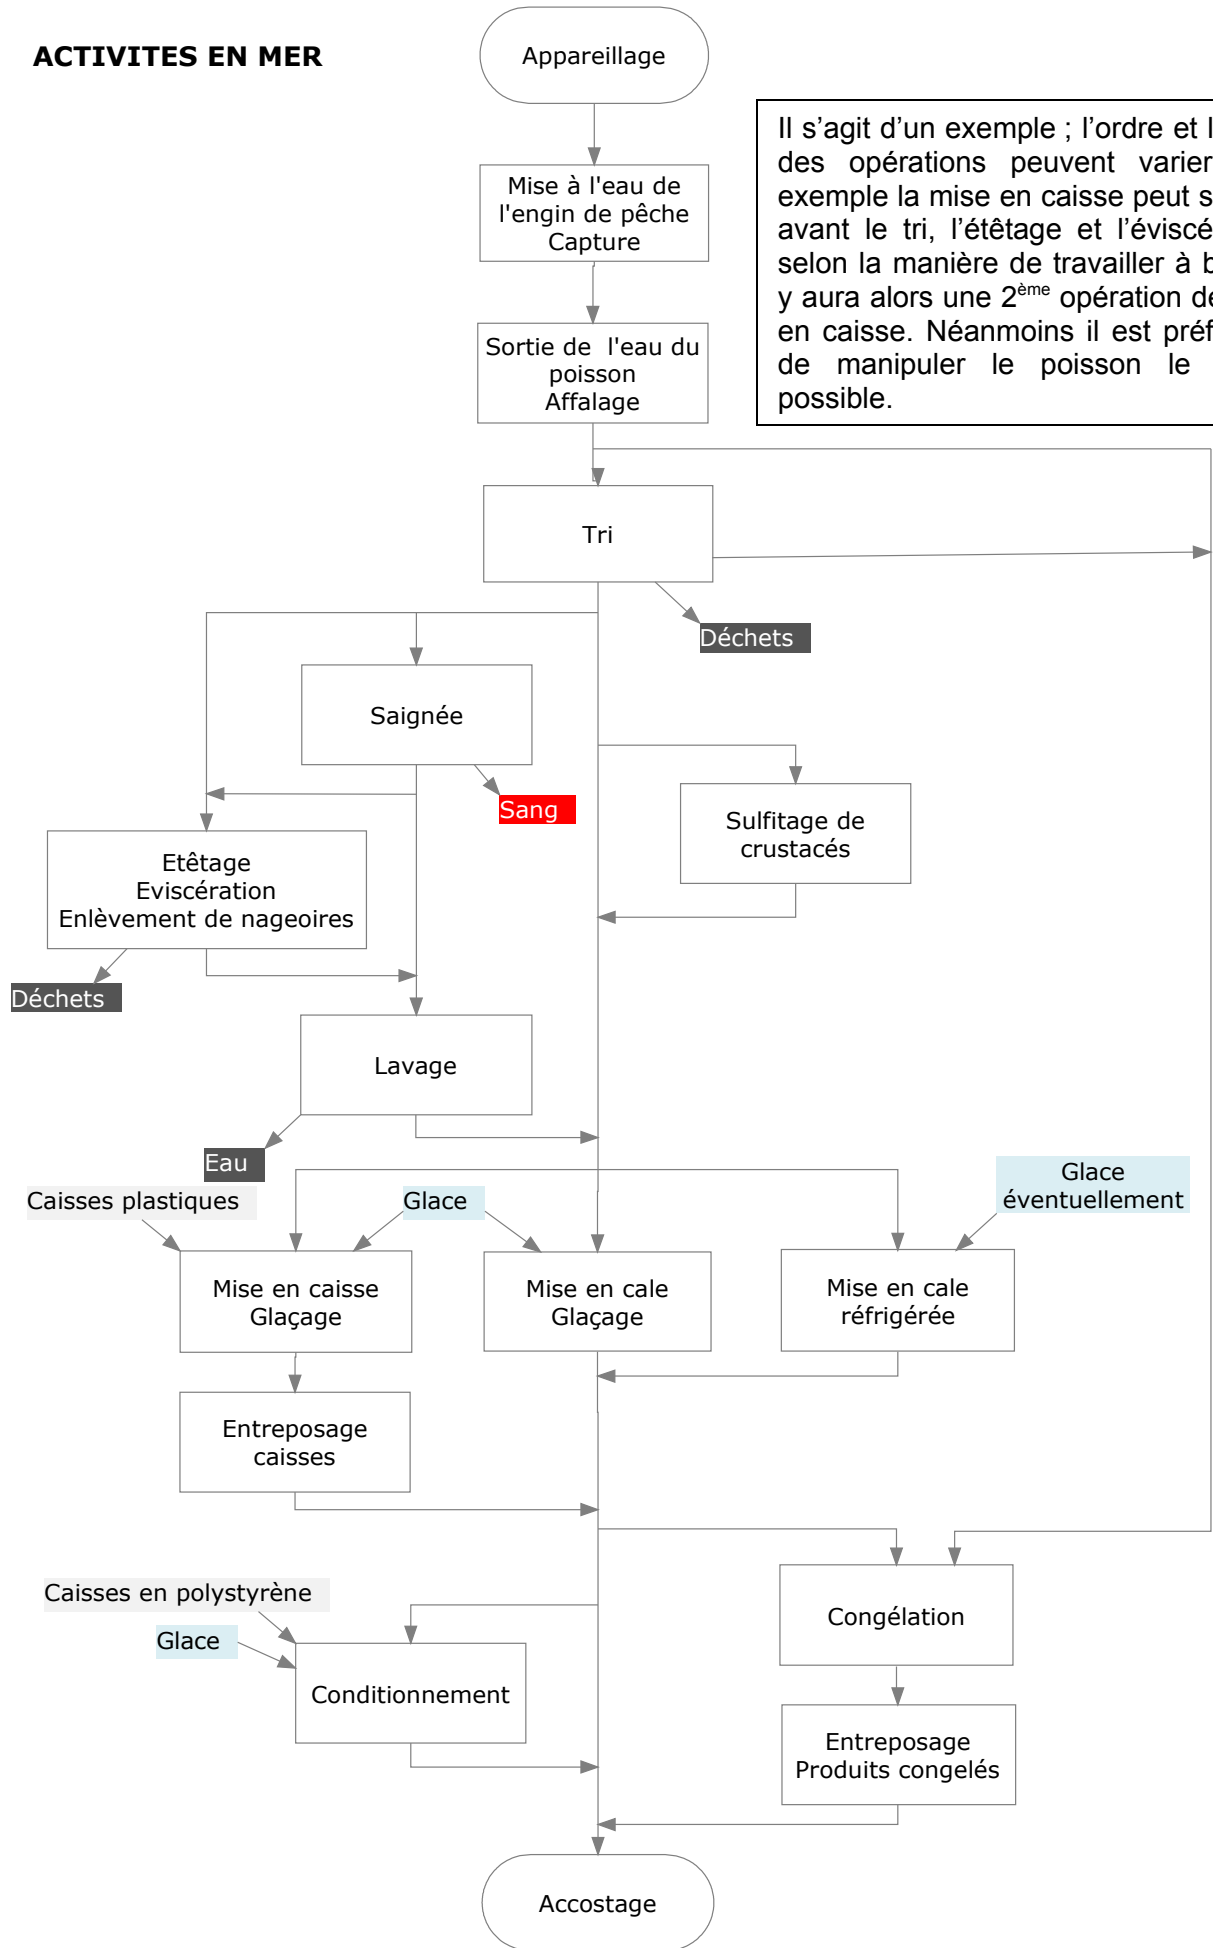 ACTIVITES EN MER
Appareillage
Il s’agit d’un exemple ; l’ordre et l
des opérations peuvent varier
exemple la mise en caisse peut s
avant le tri, l’étêtage et l’éviscé
selon la manière de travailler à b
y aura alors une 2ème opération de
en caisse. Néanmoins il est préf
de manipuler le poisson le
possible.
Mise à l'eau de
l'engin de pêche
Capture
Sortie de l'eau du
poisson
Affalage
Tri
Déchets
Saignée
Sang
Sulfitage de
crustacés
Etêtage
Eviscération
Enlèvement de nageoires
Déchets
Lavage
Eau
Caisses plastiques
Glace
Glace
éventuellement
Mise en caisse
Glaçage
Mise en cale
Glaçage
Mise en cale
réfrigérée
Entreposage
caisses
Caisses en polystyrène
Glace
Conditionnement
Congélation
Entreposage
Produits congelés
Accostage